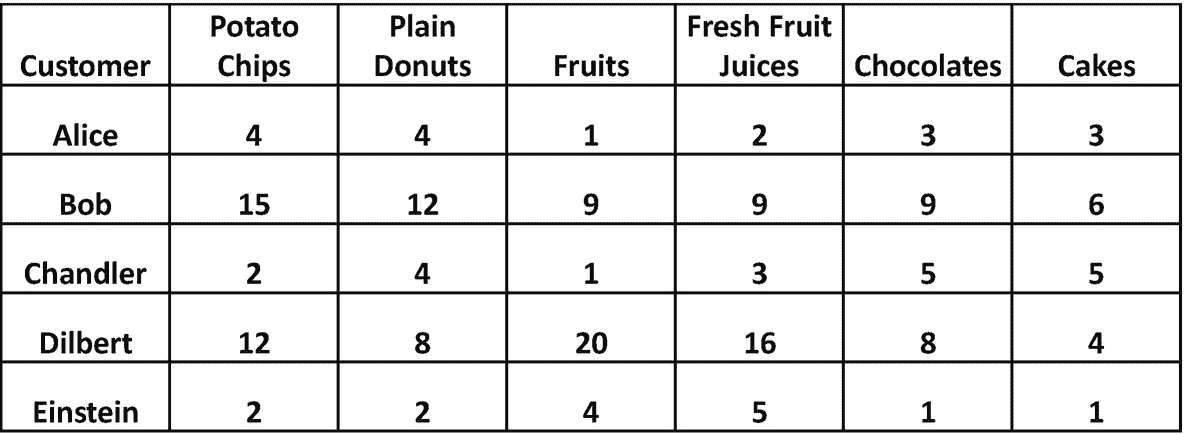 Customer Potato Chips Plain Donuts Fruits Fresh Fruit Juices Chocolates Cakes
Alice 4 4 1 2 3 3
Bob 15 12 9 9 9 6
Chandler 2 4 1 3 5 5
Dilbert 12 8 20 16 8 4
Einstein 2 2 4 5 1 1